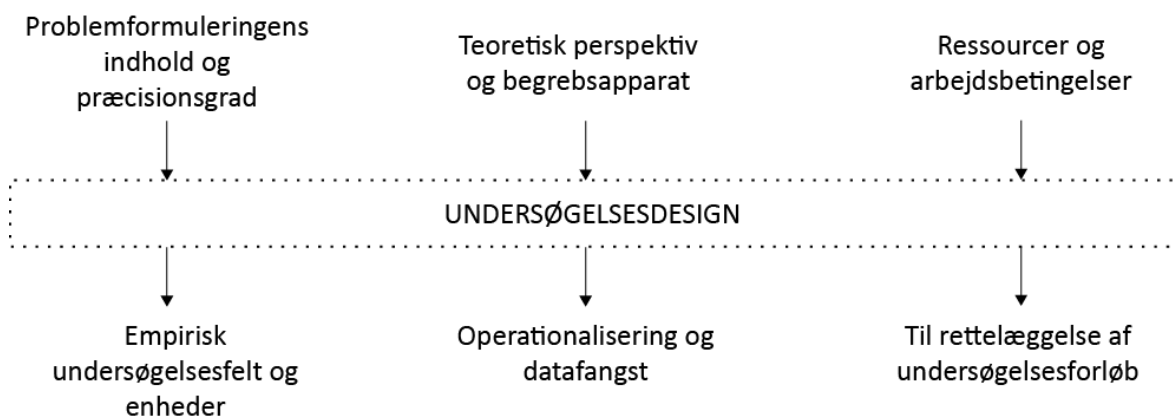 Problemformuleringens
indhold og
præcisionsgrad
Teoretisk perspektiv
og begrebsapparat
Ressourcer og
arbejdsbetingelser
UNDERSØGELSESDESIGN
Empirisk
undersøgelsesfelt og
enheder
Operationalisering og
datafangst
Til rettelæggelse af
undersøgelsesforløb